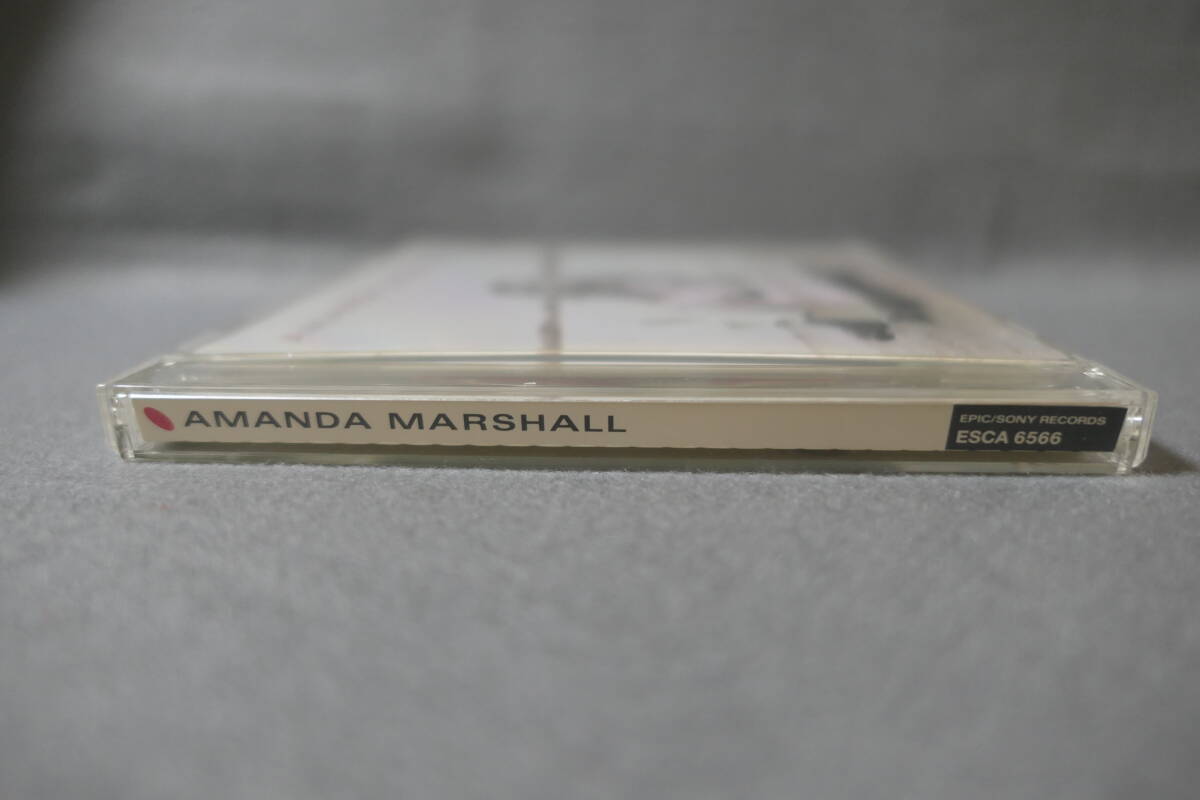 AMANDA MARSHALL
EPIC/SONY RECORDS
ESCA 6566